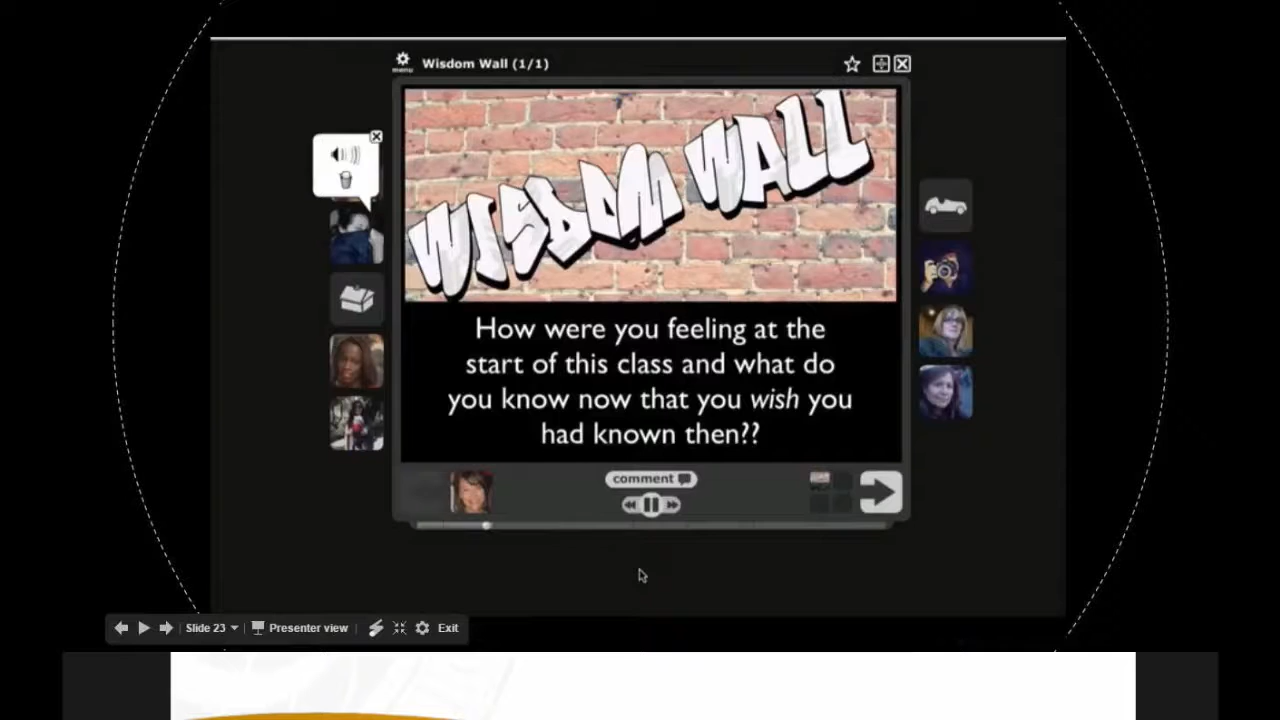 Wisdom Wall (1/1)
menu
WISDOM WALL
How were you feeling at the
start of this class and what do
you know now that you wish you
had known then??
comment
Slide 23
Presenter view
Exit